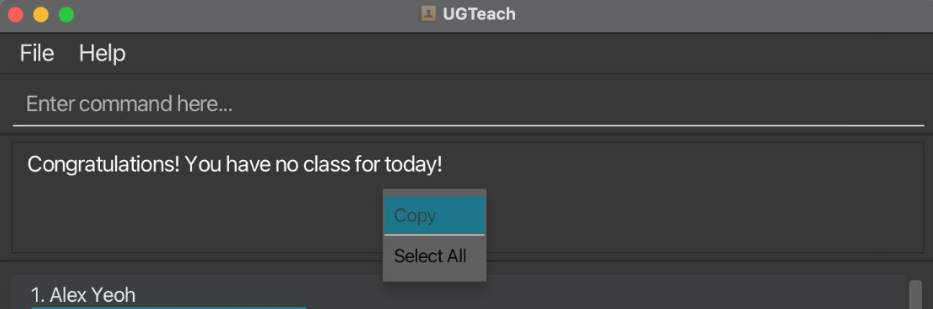 UGTeach
File Help
Enter command here...
Congratulations! You have no class for today!
Copy
Select All
1. Alex Yeoh